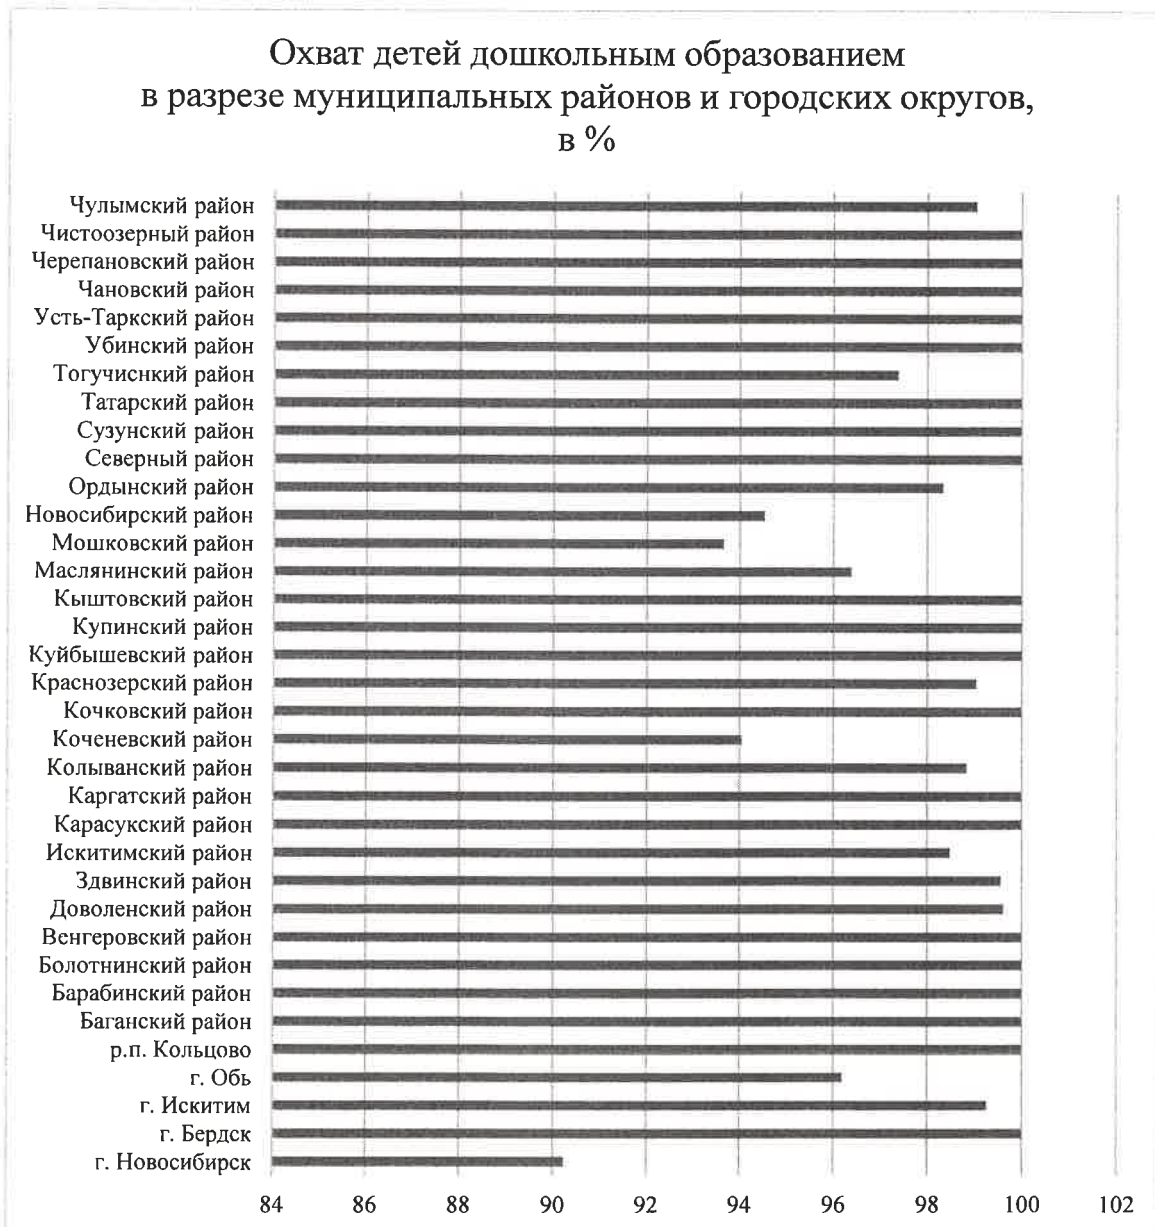 Охват детей дошкольным образованием
в разрезе муниципальных районов и городских округов,
в %
Чулымский район
Чистоозерный район
Черепановский район
Чановский район
Усть-Таркский район
Убинский район
Тогучиснкий район
Татарский район
Сузунский район
Северный район
Ордынский район
Новосибирский район
Мошковский район
Маслянинский район
Кыштовский район
Купинский район
Куйбышевский район
Краснозерский район
Кочковский район
Коченевский район
Колыванский район
Каргатский район
Карасукский район
Искитимский район
Здвинский район
Доволенский район
Венгеровский район
Болотнинский район
Барабинский район
Баганский район
р.п. Кольцово
г. Обь
г. Искитим
г. Бердск
г. Новосибирск
84 86 88 90 92 94 96 98 100 102